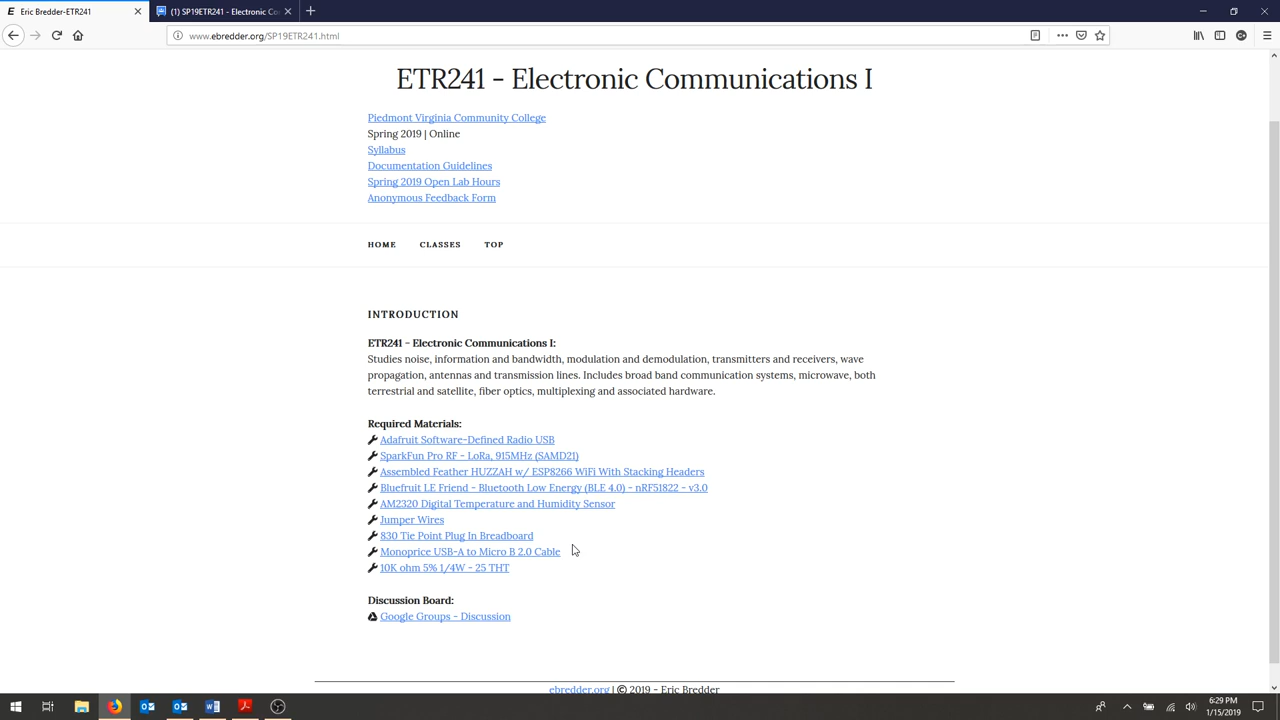 Eric Bredder-ETR241
(1) SP19ETR241 - Electronic Co
www.ebredder.org/SP19ETR241.html
ETR241 - Electronic Communications I
Piedmont Virginia Community College
Spring 2019 | Online
Syllabus
Documentation Guidelines
Spring 2019 Open Lab Hours
Anonymous Feedback Form
HOME CLASSES TOP
INTRODUCTION
ETR241 - Electronic Communications I:
Studies noise, information and bandwidth, modulation and demodulation, transmitters and receivers, wave
propagation, antennas and transmission lines. Includes broad band communication systems, microwave, both
terrestrial and satellite, fiber optics, multiplexing and associated hardware.
Required Materials:
Adafruit Software-Defined Radio USB
SparkFun Pro RF - LoRa, 915MHz (SAMD21)
Assembled Feather HUZZAH w/ ESP8266 WiFi With Stacking Headers
Bluefruit LE Friend - Bluetooth Low Energy (BLE 4.0) - nRF51822 - v3.0
AM2320 Digital Temperature and Humidity Sensor
Jumper Wires
830 Tie Point Plug In Breadboard
Monoprice USB-A to Micro B 2.0 Cable
10K ohm 5% 1/4W - 25 THT
Discussion Board:
Google Groups - Discussion
ebredder.org | © 2019 - Eric Bredder
6:29 PM
1/15/2019